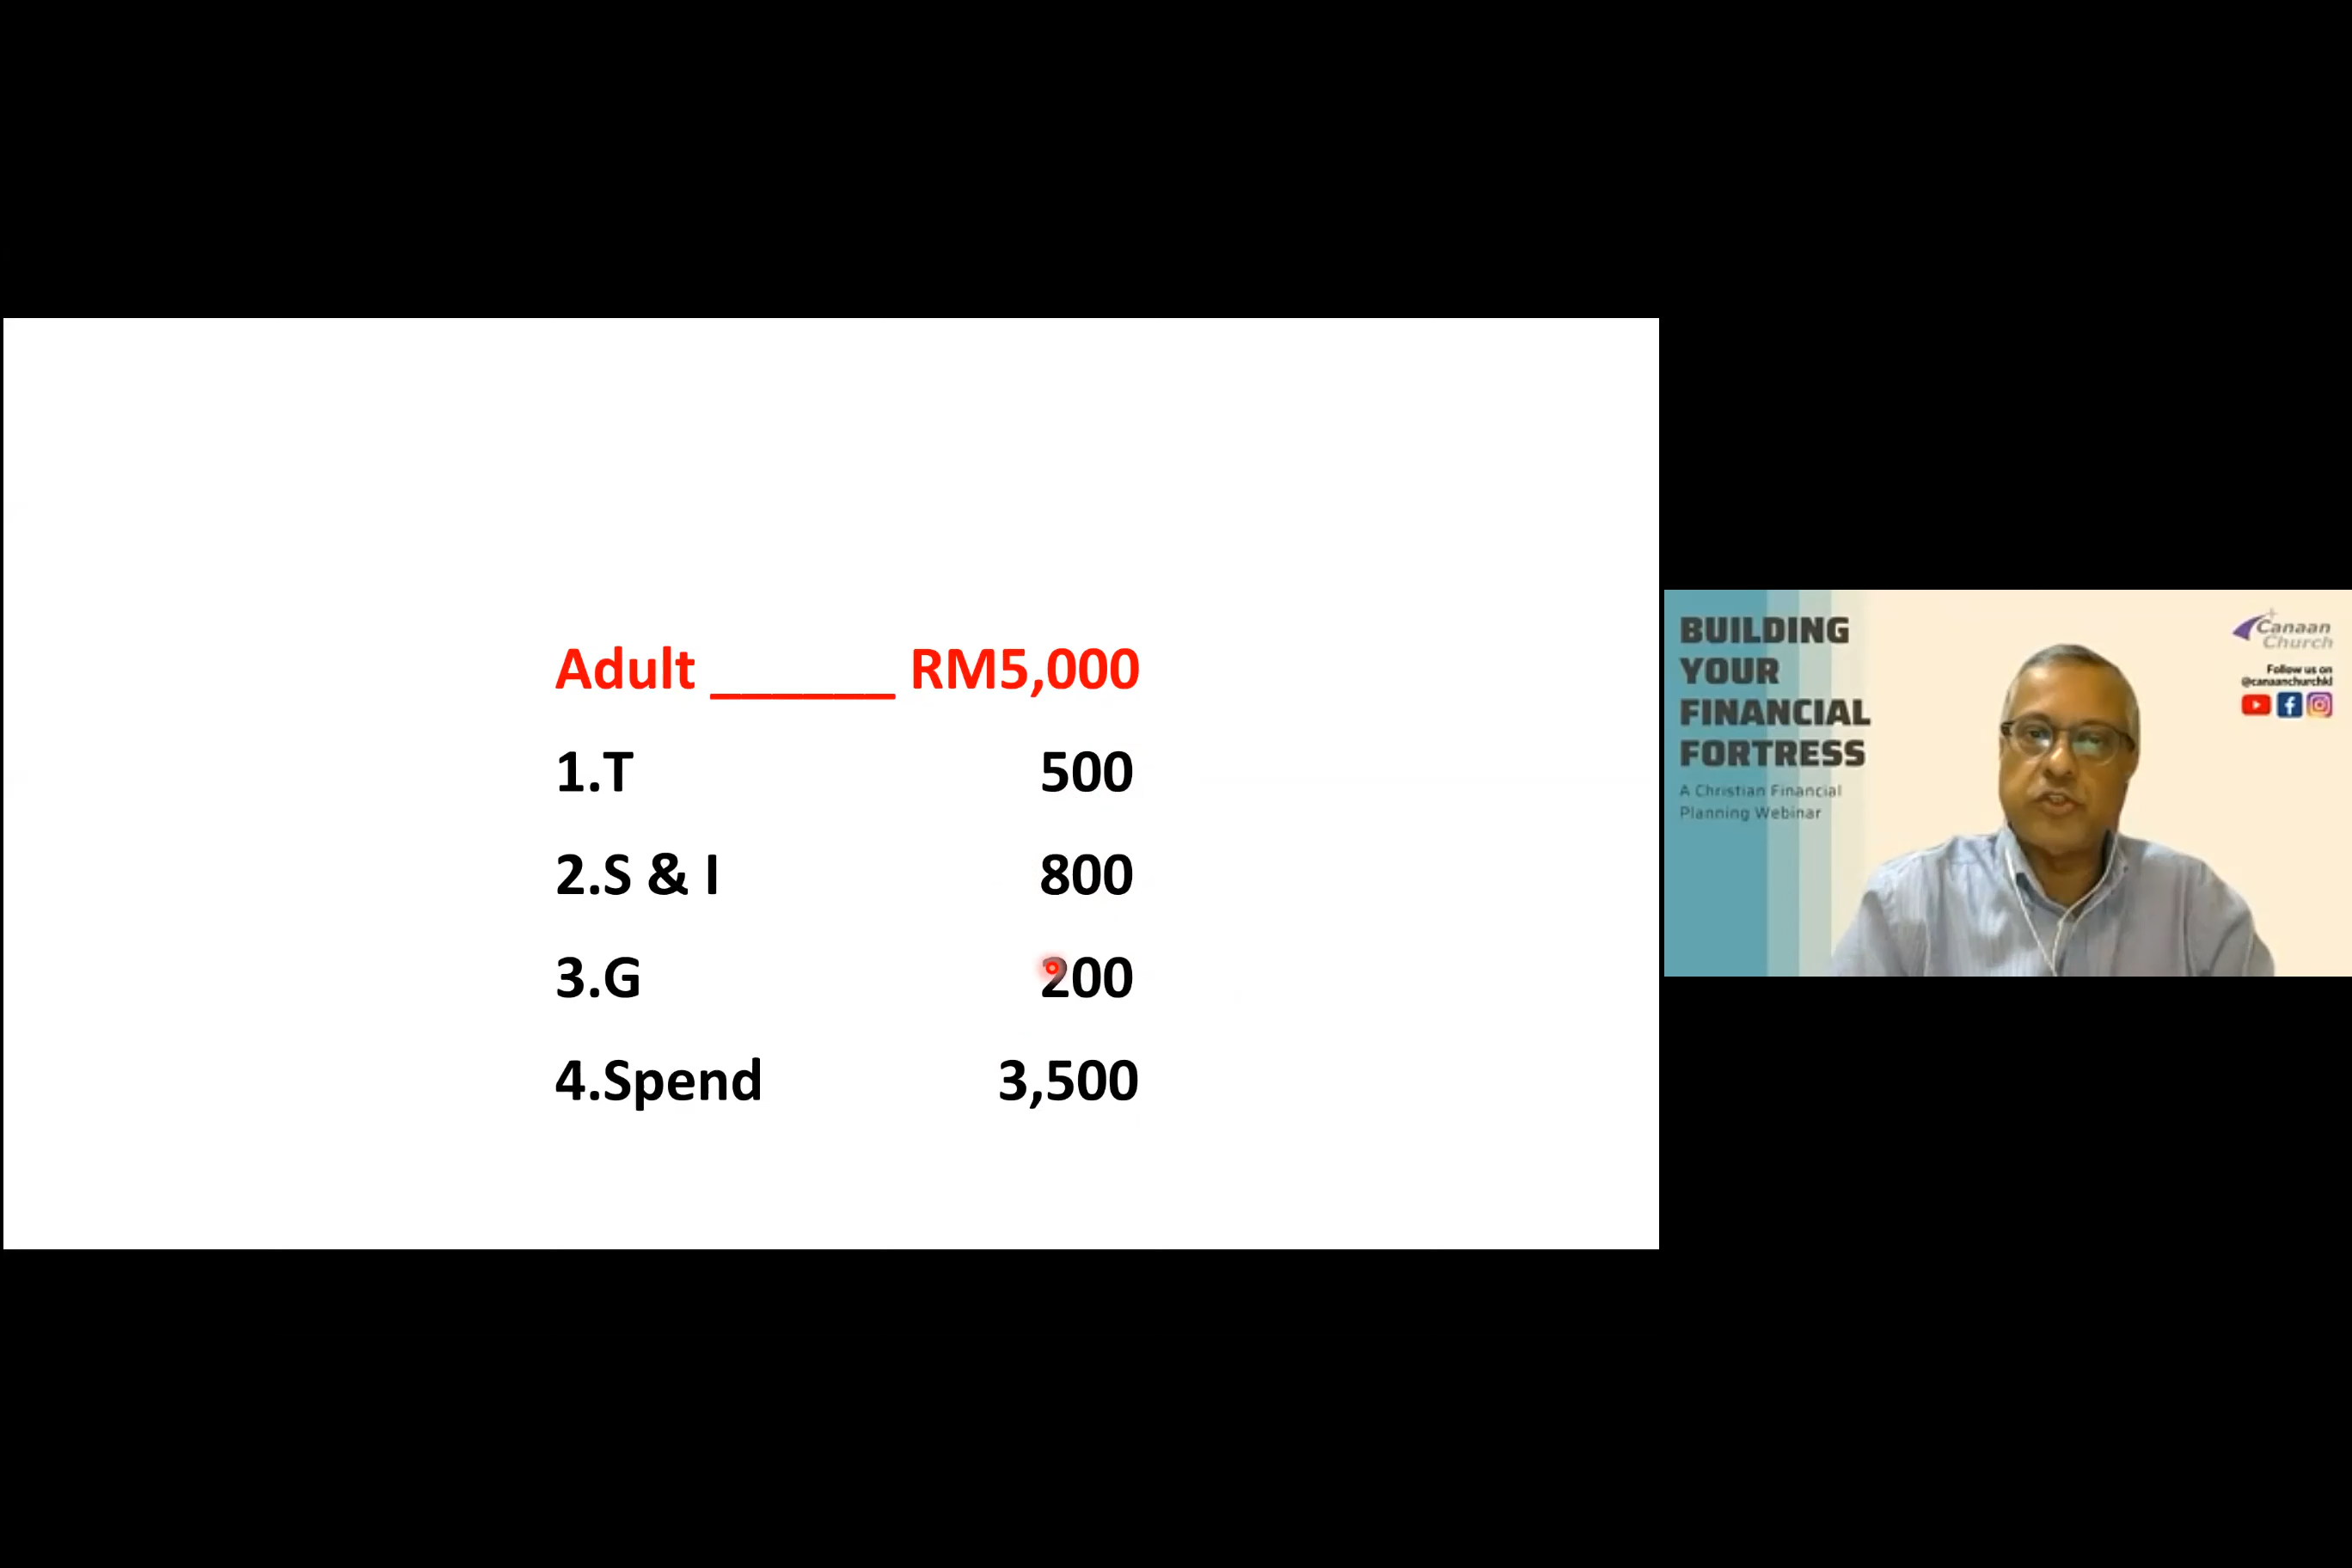 Adult ______ RM5,000
1.T 500
2.S & I 800
3.G 200
4.Spend 3,500
BUILDING
YOUR
FINANCIAL
FORTRESS
A Christian Financial
Planning Webinar
Canaan
Church
Follow us on
@canaanchurchkl